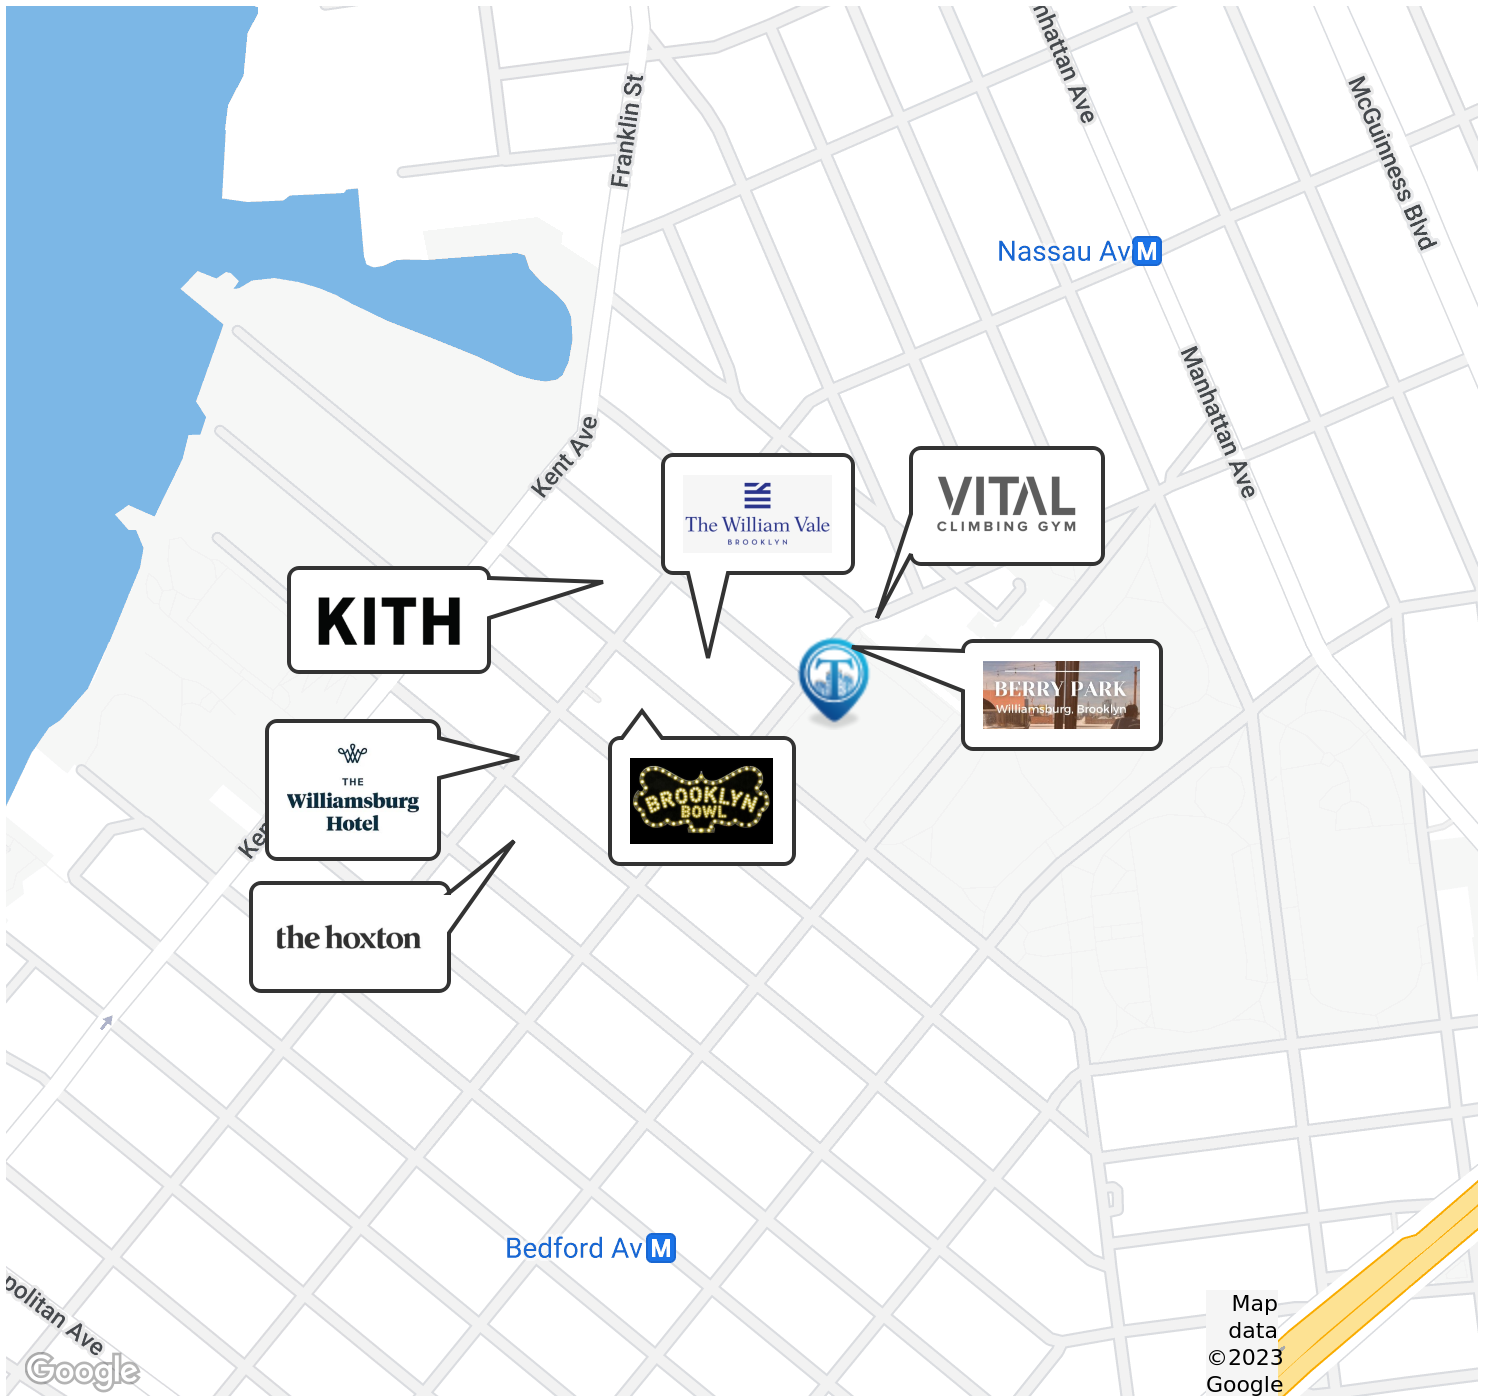 nhattan Ave
Franklin St
McGuinness Blvd
Nassau Av M
Manhattan Ave
Kent Ave
The William Vale
BROOKLYN
VITAL
CLIMBING GYM
KITH
T
BERRY PARK
Williamsburg, Brooklyn
THE
Williamsburg
Hotel
BROOKLYN
BOWL
Ken
the hoxton
Bedford Av M
politan Ave
Google
Map
data
©2023
Google